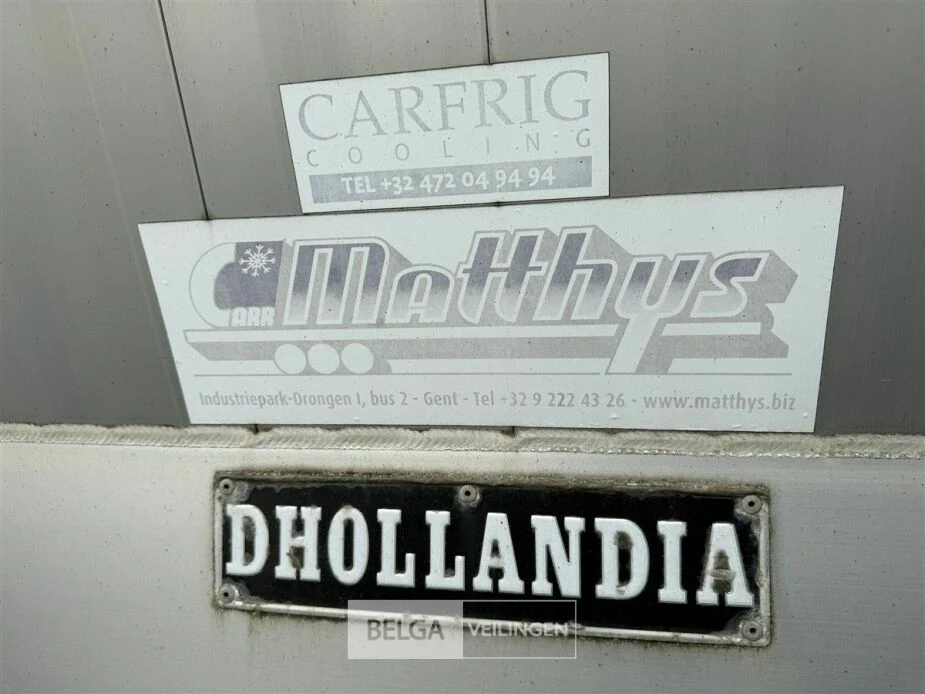 CARFRIG
COOLING
TEL +32 472 04 94 94
CARR Matthys
Industriepark-Drongen I, bus 2 - Gent - Tel +32 9 222 43 26 - www.matthys.biz
DHOLLANDIA
BELGA VEILINGEN